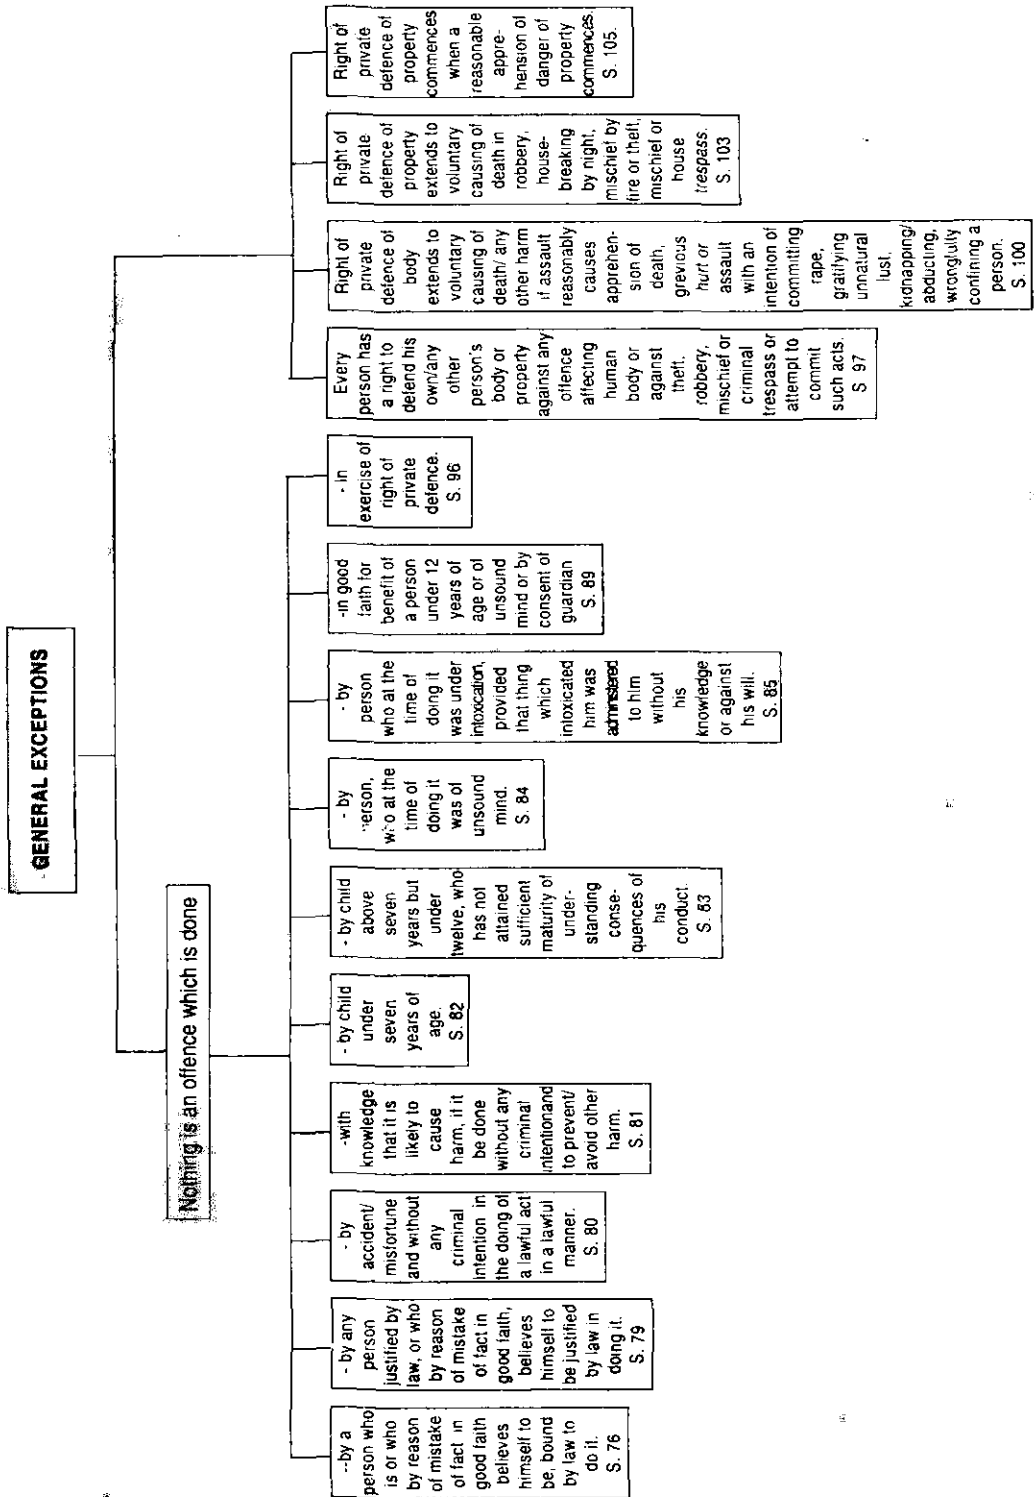 GENERAL EXCEPTIONS
Nothing is an offence which is done
--by a
person who
is or who
by reason
of mistake
of fact in
good faith
believes
himself to
be, bound
by law to
do it.
S. 76
- by any
person
justified by
law, or who
by reason
of mistake
of fact in
good faith,
believes
himself to
be justified
by law in
doing it.
S. 79
- by
accident/
misfortune
and without
any
criminal
intention in
the doing of
a lawful act
in a lawful
manner.
S. 80
-with
knowledge
that it is
likely to
cause
harm, if it
be done
without any
criminal
intentionand
to prevent/
avoid other
harm.
S. 81
- by child
under
seven
years of
age.
S. 82
- by child
above
seven
years but
under
twelve, who
has not
attained
sufficient
maturity of
under-
standing
conse-
quences of
his
conduct.
S. 83
- by
person,
who at the
time of
doing it
was of
unsound
mind.
S. 84
- by
person
who at the
time of
doing it
was under
intoxication,
provided
that thing
which
intoxicated
him was
administered
to him
without
his
knowledge
or against
his will.
S. 85
-in good
faith for
benefit of
a person
under 12
years of
age or of
unsound
mind or by
consent of
guardian
S. 89
- in
exercise of
right of
private
defence.
S. 96
Every
person has
a right to
defend his
own/any
other
person's
body or
property
against any
offence
affecting
human
body or
against
theft.
robbery,
mischief or
criminal
trespass or
attempt to
commit
such acts.
S 97
Right of
private
defence of
body
extends to
voluntary
causing of
death/ any
other harm
if assault
reasonably
causes
apprehen-
sion of
death,
grevious
hurt or
assault
with an
intention of
committing
rape,
gratifying
unnatural
lust,
kidnapping/
abducting,
wrongfully
confining a
person.
S. 100
Right of
private
defence of
property
extends to
voluntary
causing of
death in
robbery,
house-
breaking
by night,
mischief by
fire or theft,
mischief or
house
trespass.
S. 103
Right of
private
defence of
property
commences
when a
reasonable
appre-
hension of
danger of
property
commences.
S. 105.